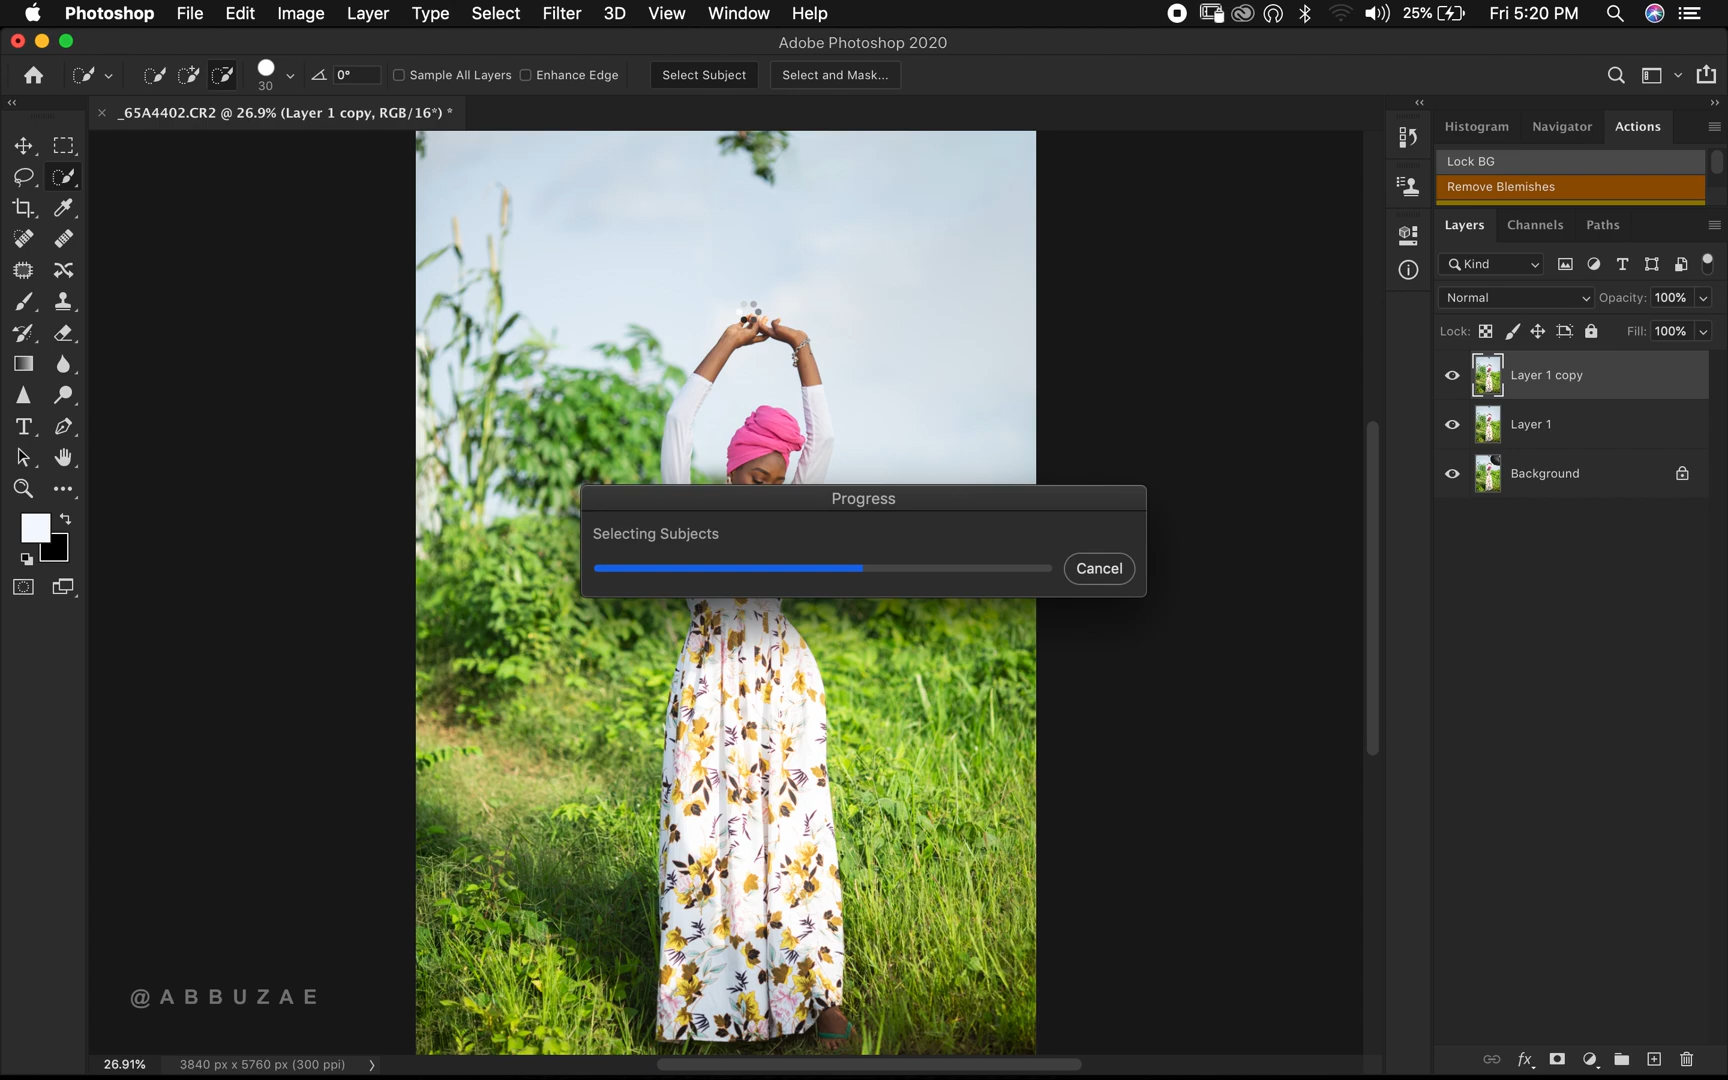 Photoshop File Edit Image Layer Type Select Filter 3D View Window Help 25% Fri 5:20 PM
Adobe Photoshop 2020
30 0° Sample All Layers Enhance Edge Select Subject Select and Mask...
_65A4402.CR2 @ 26.9% (Layer 1 copy, RGB/16*) *
Histogram Navigator Actions
Lock BG
Remove Blemishes
Layers Channels Paths
Kind
Normal Opacity: 100%
Lock: Fill: 100%
Layer 1 copy
Layer 1
Background
Progress
Selecting Subjects
Cancel
@ABBUZAE
26.91% 3840 px x 5760 px (300 ppi)